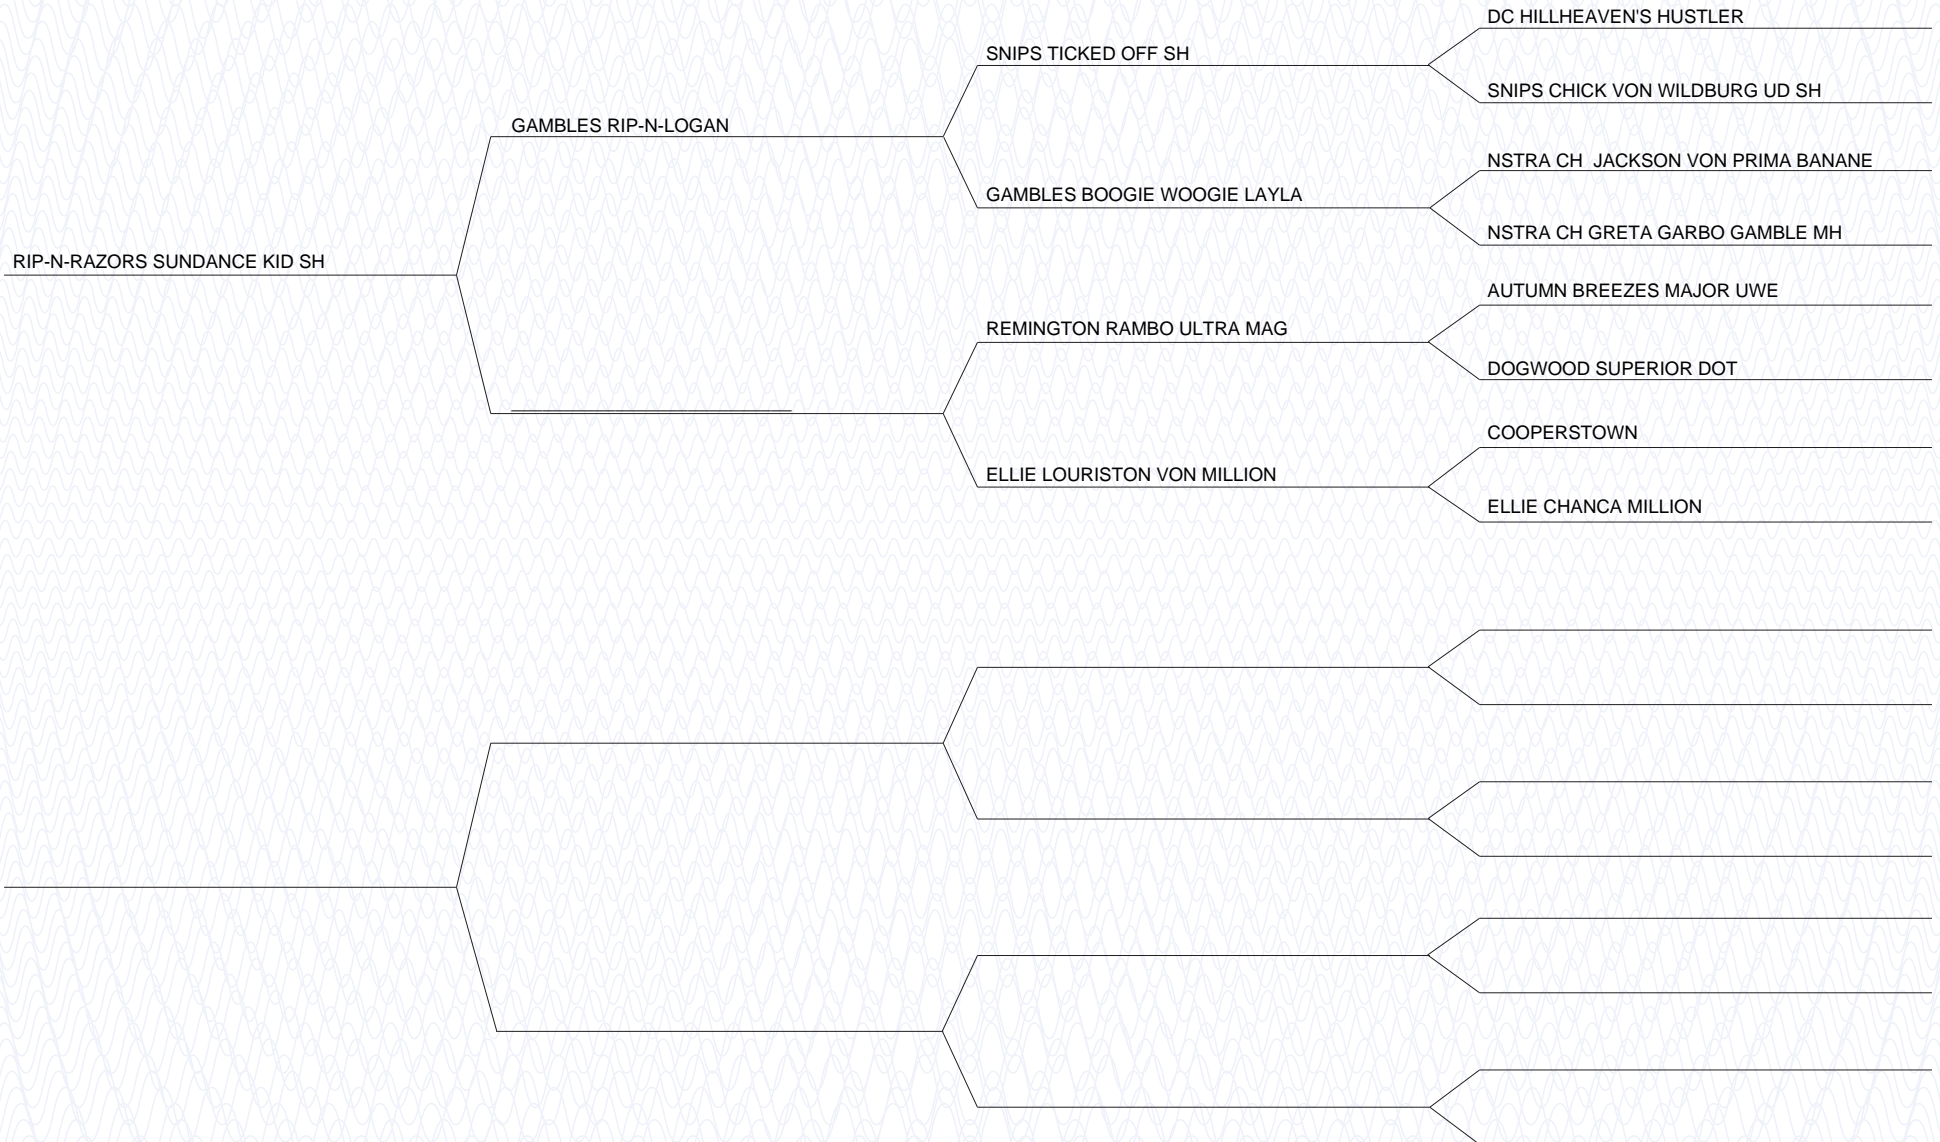 DC HILLHEAVEN'S HUSTLER
SNIPS TICKED OFF SH
SNIPS CHICK VON WILDBURG UD SH
GAMBLES RIP-N-LOGAN
NSTRA CH  JACKSON VON PRIMA BANANE
GAMBLES BOOGIE WOOGIE LAYLA
NSTRA CH GRETA GARBO GAMBLE MH
RIP-N-RAZORS SUNDANCE KID SH
AUTUMN BREEZES MAJOR UWE
REMINGTON RAMBO ULTRA MAG
DOGWOOD SUPERIOR DOT
COOPERSTOWN
ELLIE LOURISTON VON MILLION
ELLIE CHANCA MILLION